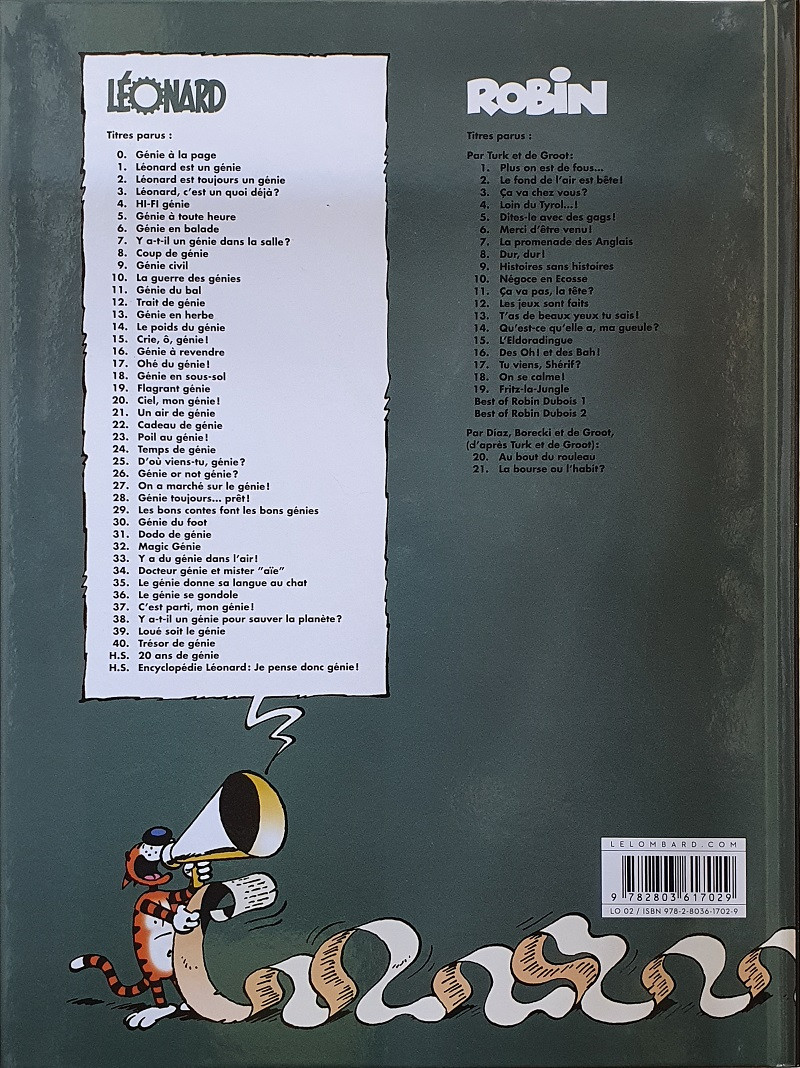 LÉONARD
Titres parus :
0. Génie à la page
1. Léonard est un génie
2. Léonard est toujours un génie
3. Léonard, c'est un quoi déjà ?
4. HI-FI génie
5. Génie à toute heure
6. Génie en balade
7. Y a-t-il un génie dans la salle ?
8. Coup de génie
9. Génie civil
10. La guerre des génies
11. Génie du bal
12. Trait de génie
13. Génie en herbe
14. Le poids du génie
15. Crie, ô, génie !
16. Génie à revendre
17. Ohé du génie !
18. Génie en sous-sol
19. Flagrant génie
20. Ciel, mon génie !
21. Un air de génie
22. Cadeau de génie
23. Poil au génie !
24. Temps de génie
25. D'où viens-tu, génie ?
26. Génie or not génie ?
27. On a marché sur le génie !
28. Génie toujours... prêt !
29. Les bons contes font les bons génies
30. Génie du foot
31. Dodo de génie
32. Magic Génie
33. Y a du génie dans l'air !
34. Docteur génie et mister "aïe"
35. Le génie donne sa langue au chat
36. Le génie se gondole
37. C'est parti, mon génie !
38. Y a-t-il un génie pour sauver la planète ?
39. Loué soit le génie
40. Trésor de génie
H.S. 20 ans de génie
H.S. Encyclopédie Léonard : Je pense donc génie !
ROBIN
Titres parus :
Par Turk et de Groot :
1. Plus on est de fous...
2. Le fond de l'air est bête !
3. Ça va chez vous ?
4. Loin du Tyrol...!
5. Dites-le avec des gags !
6. Merci d'être venu !
7. La promenade des Anglais
8. Dur, dur !
9. Histoires sans histoires
10. Négoce en Ecosse
11. Ça va pas, la tête ?
12. Les jeux sont faits
13. T'as de beaux yeux tu sais !
14. Qu'est-ce qu'elle a, ma gueule ?
15. L'Eldoradingue
16. Des Oh ! et des Bah !
17. Tu viens, Shérif ?
18. On se calme !
19. Fritz-la-Jungle
Best of Robin Dubois 1
Best of Robin Dubois 2
Par Diaz, Borecki et de Groot,
(d'après Turk et de Groot) :
20. Au bout du rouleau
21. La bourse ou l'habit ?
LELOMBARD.COM
9 782803 617029
LO 02 / ISBN 978-2-8036-1702-9